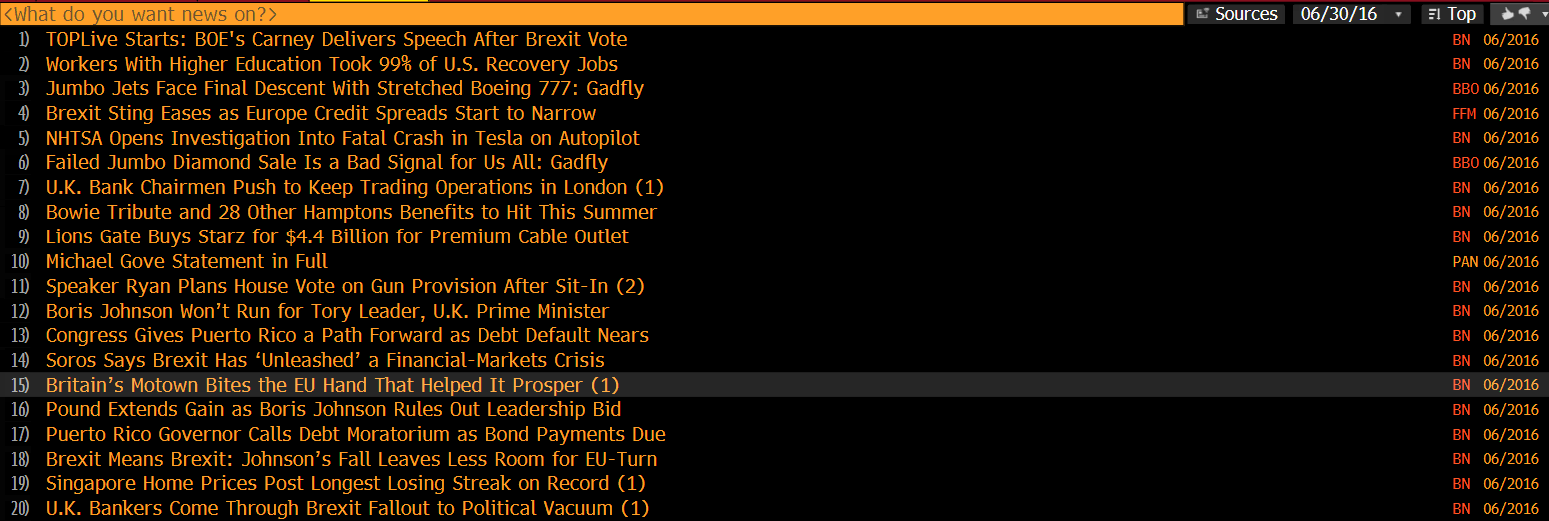 <What do you want news on?> Sources 06/30/16 Top
1) TOPLive Starts: BOE's Carney Delivers Speech After Brexit Vote BN 06/2016
2) Workers With Higher Education Took 99% of U.S. Recovery Jobs BN 06/2016
3) Jumbo Jets Face Final Descent With Stretched Boeing 777: Gadfly BBO 06/2016
4) Brexit Sting Eases as Europe Credit Spreads Start to Narrow FFM 06/2016
5) NHTSA Opens Investigation Into Fatal Crash in Tesla on Autopilot BN 06/2016
6) Failed Jumbo Diamond Sale Is a Bad Signal for Us All: Gadfly BBO 06/2016
7) U.K. Bank Chairmen Push to Keep Trading Operations in London (1) BN 06/2016
8) Bowie Tribute and 28 Other Hamptons Benefits to Hit This Summer BN 06/2016
9) Lions Gate Buys Starz for $4.4 Billion for Premium Cable Outlet BN 06/2016
10) Michael Gove Statement in Full PAN 06/2016
11) Speaker Ryan Plans House Vote on Gun Provision After Sit-In (2) BN 06/2016
12) Boris Johnson Won’t Run for Tory Leader, U.K. Prime Minister BN 06/2016
13) Congress Gives Puerto Rico a Path Forward as Debt Default Nears BN 06/2016
14) Soros Says Brexit Has ‘Unleashed’ a Financial-Markets Crisis BN 06/2016
15) Britain’s Motown Bites the EU Hand That Helped It Prosper (1) BN 06/2016
16) Pound Extends Gain as Boris Johnson Rules Out Leadership Bid BN 06/2016
17) Puerto Rico Governor Calls Debt Moratorium as Bond Payments Due BN 06/2016
18) Brexit Means Brexit: Johnson’s Fall Leaves Less Room for EU-Turn BN 06/2016
19) Singapore Home Prices Post Longest Losing Streak on Record (1) BN 06/2016
20) U.K. Bankers Come Through Brexit Fallout to Political Vacuum (1) BN 06/2016